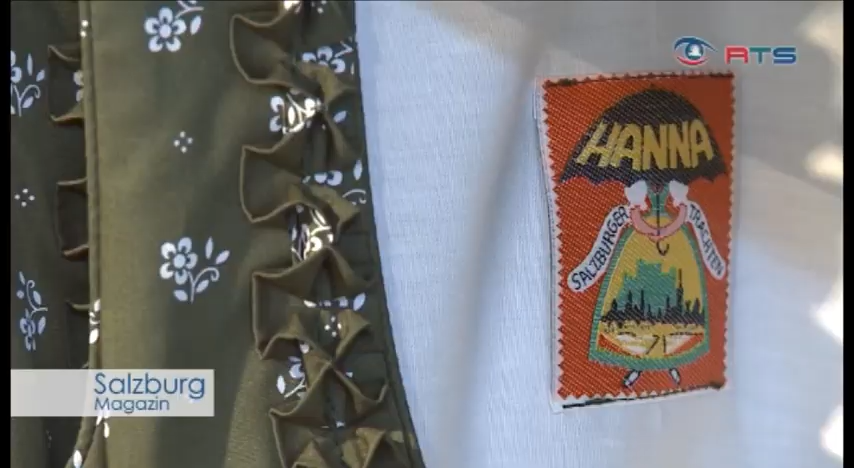 RTS
HANNA
SALZBURGER
TRACHTEN
Salzburg
Magazin